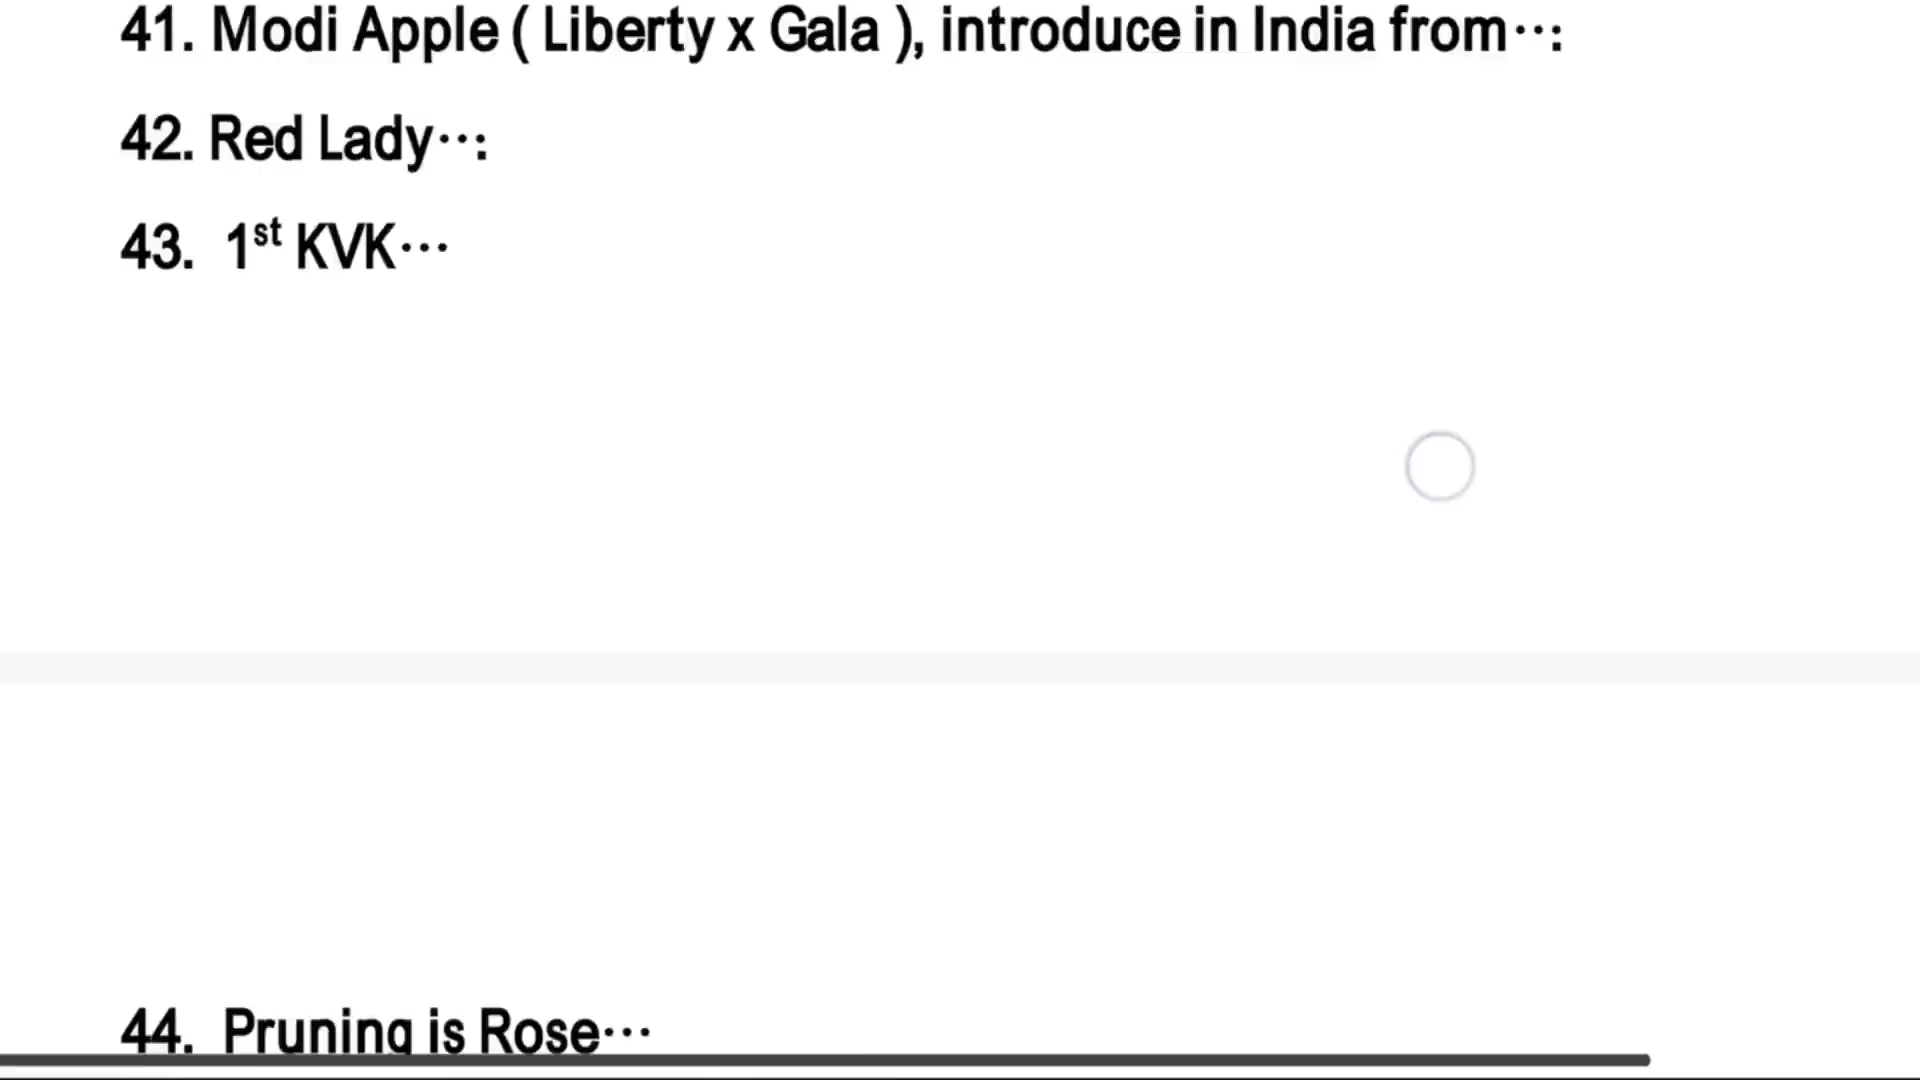 41. Modi Apple ( Liberty x Gala ), introduce in India from…:
42. Red Lady…:
43. 1st KVK…
44. Pruning is Rose…